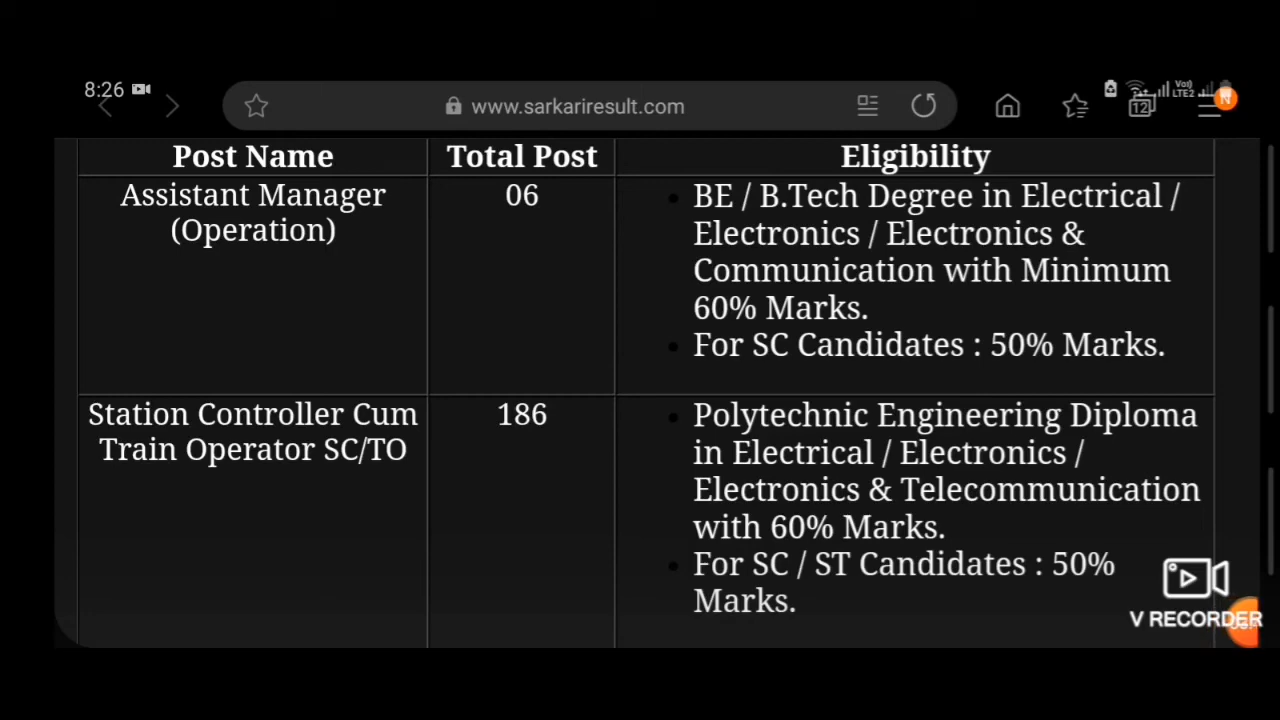 8:26
www.sarkariresult.com
Vo))
LTE2
12
N
Post Name Total Post Eligibility
Assistant Manager 06 BE / B.Tech Degree in Electrical /
(Operation) Electronics / Electronics &
Communication with Minimum
60% Marks.
For SC Candidates : 50% Marks.
Station Controller Cum 186 Polytechnic Engineering Diploma
Train Operator SC/TO in Electrical / Electronics /
Electronics & Telecommunication
with 60% Marks.
For SC / ST Candidates : 50%
Marks.
V RECORDER